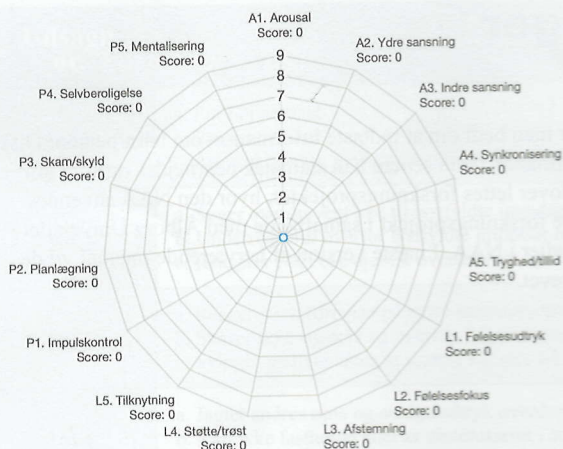 A1. Arousal
Score: 0
A2. Ydre sansning
Score: 0
A3. Indre sansning
Score: 0
A4. Synkronisering
Score: 0
A5. Tryghed/tillid
Score: 0
L1. Følelsesudtryk
Score: 0
L2. Følelsesfokus
Score: 0
L3. Afstemning
Score: 0
L4. Støtte/trøst
Score: 0
L5. Tilknytning
Score: 0
P1. Impulskontrol
Score: 0
P2. Planlægning
Score: 0
P3. Skam/skyld
Score: 0
P4. Selvberoligelse
Score: 0
P5. Mentalisering
Score: 0
9
8
7
6
5
4
3
2
1
0